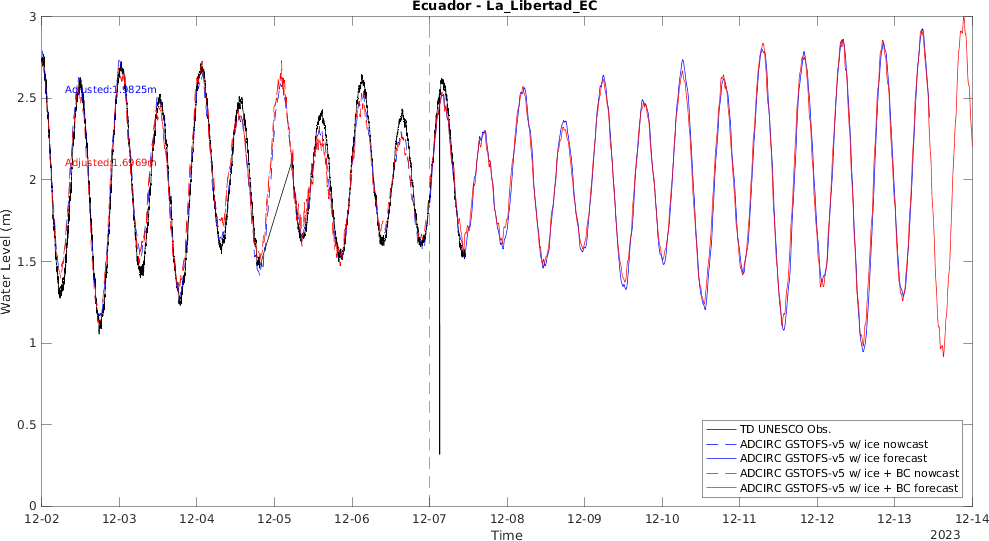 Ecuador - La_Libertad_EC
3
2.5
2
1.5
1
0.5
0
Water Level (m)
Adjusted:1.9825m
Adjusted:1.6969m
TD UNESCO Obs.
ADCIRC GSTOFS-v5 w/ ice nowcast
ADCIRC GSTOFS-v5 w/ ice forecast
ADCIRC GSTOFS-v5 w/ ice + BC nowcast
ADCIRC GSTOFS-v5 w/ ice + BC forecast
12-02 12-03 12-04 12-05 12-06 12-07 12-08 12-09 12-10 12-11 12-12 12-13 12-14
Time
2023